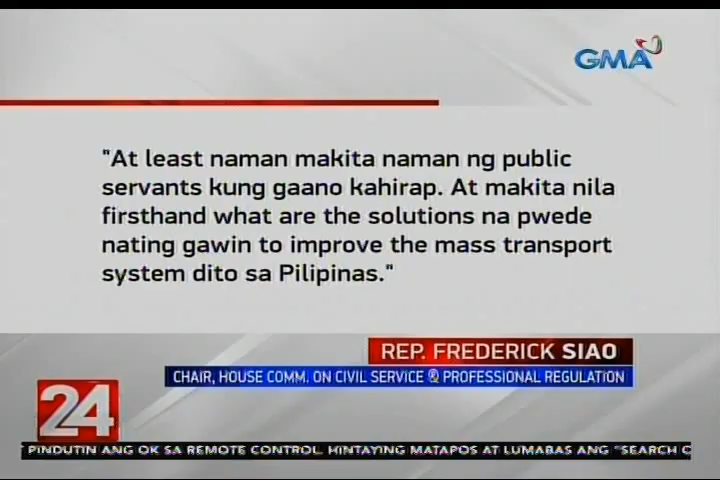 GMA
"At least naman makita naman ng public
servants kung gaano kahirap. At makita nila
firsthand what are the solutions na pwede
nating gawin to improve the mass transport
system dito sa Pilipinas."
REP. FREDERICK SIAO
CHAIR, HOUSE COMM. ON CIVIL SERVICE & PROFESSIONAL REGULATION
24
PINDUTIN ANG OK SA REMOTE CONTROL. HINTAYING MATAPOS AT LUMABAS ANG "SEARCH C